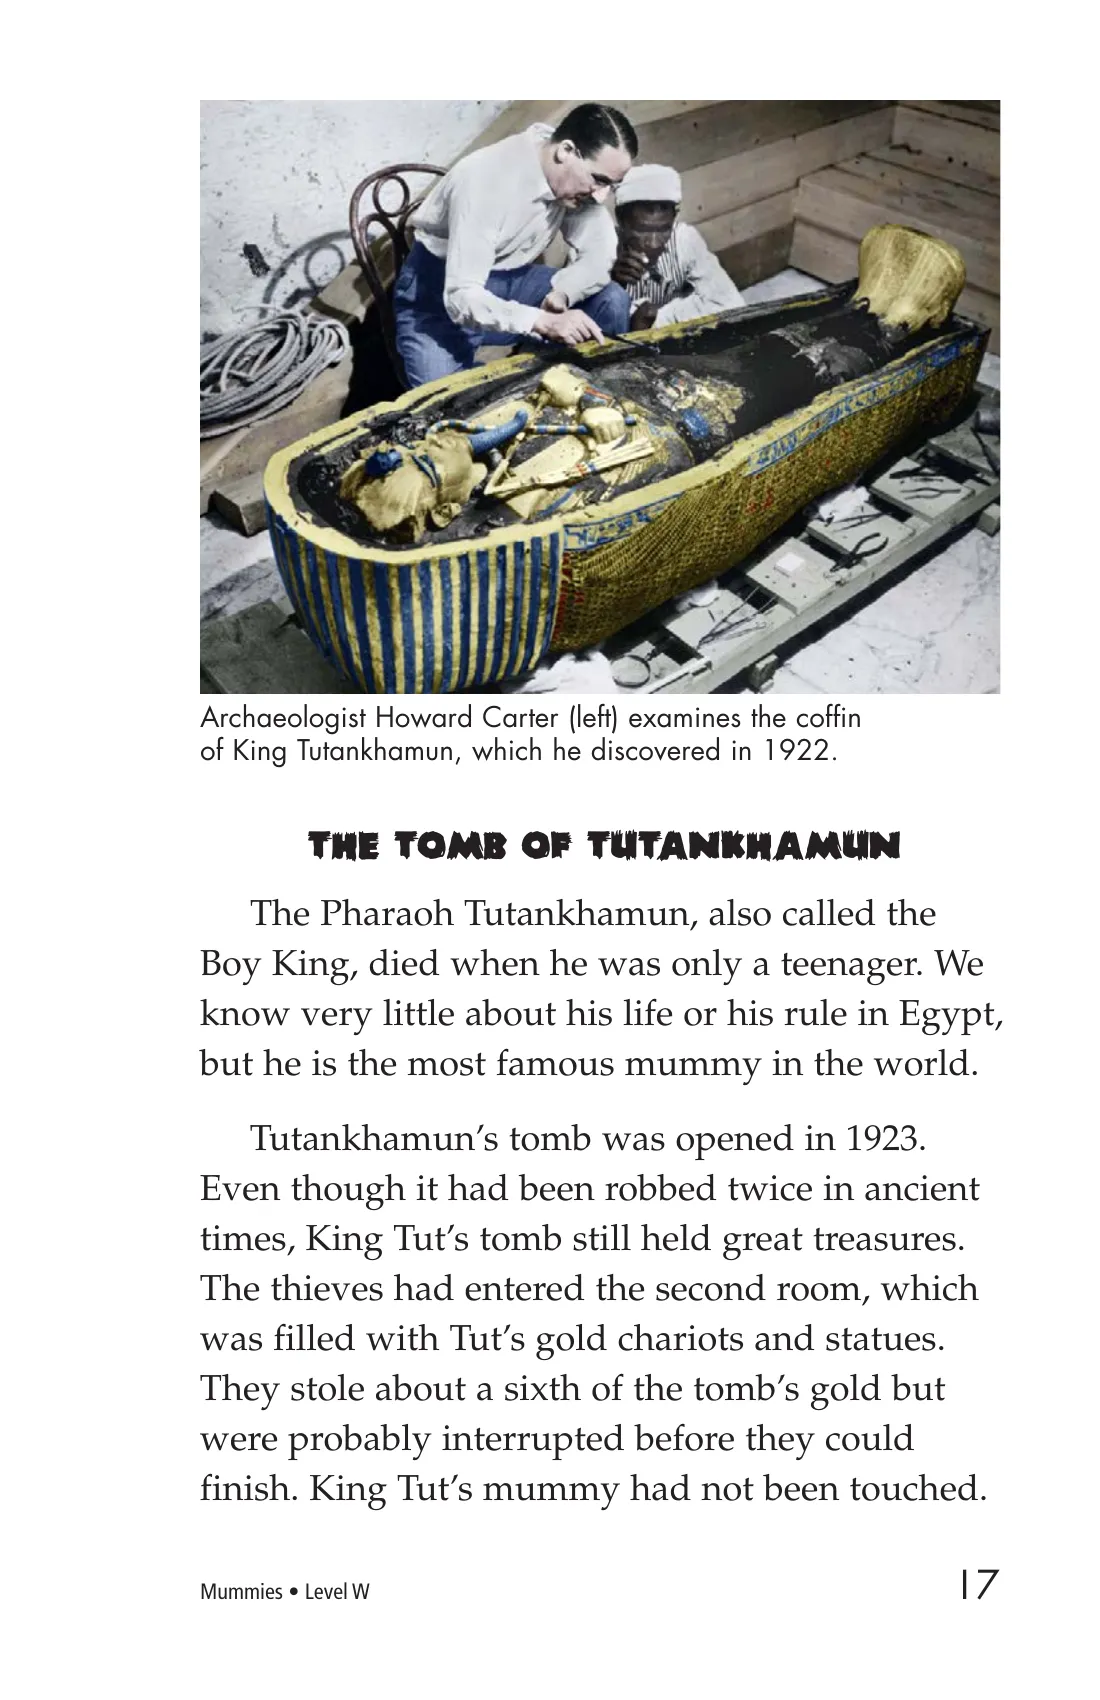 Archaeologist Howard Carter (left) examines the coffin
of King Tutankhamun, which he discovered in 1922.
THE TOMB OF TUTANKHAMUN
The Pharaoh Tutankhamun, also called the
Boy King, died when he was only a teenager. We
know very little about his life or his rule in Egypt,
but he is the most famous mummy in the world.
Tutankhamun’s tomb was opened in 1923.
Even though it had been robbed twice in ancient
times, King Tut’s tomb still held great treasures.
The thieves had entered the second room, which
was filled with Tut’s gold chariots and statues.
They stole about a sixth of the tomb’s gold but
were probably interrupted before they could
finish. King Tut’s mummy had not been touched.
Mummies • Level W
17